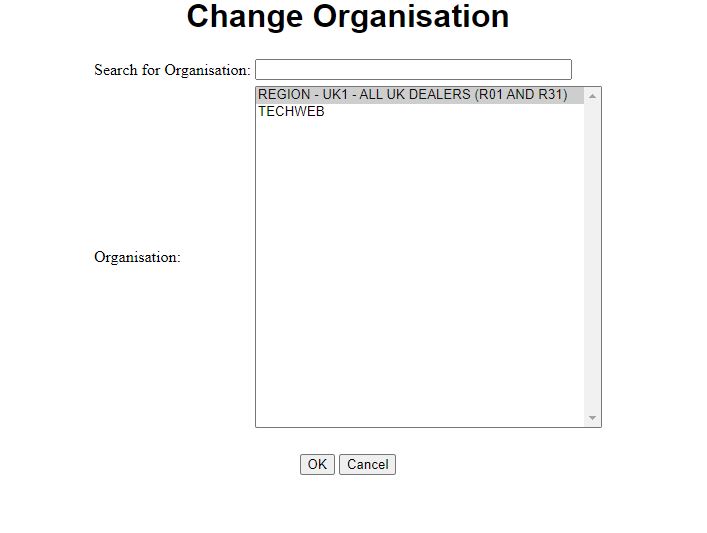 Change Organisation
Search for Organisation:
REGION - UK1 - ALL UK DEALERS (R01 AND R31)
TECHWEB
Organisation:
OK Cancel